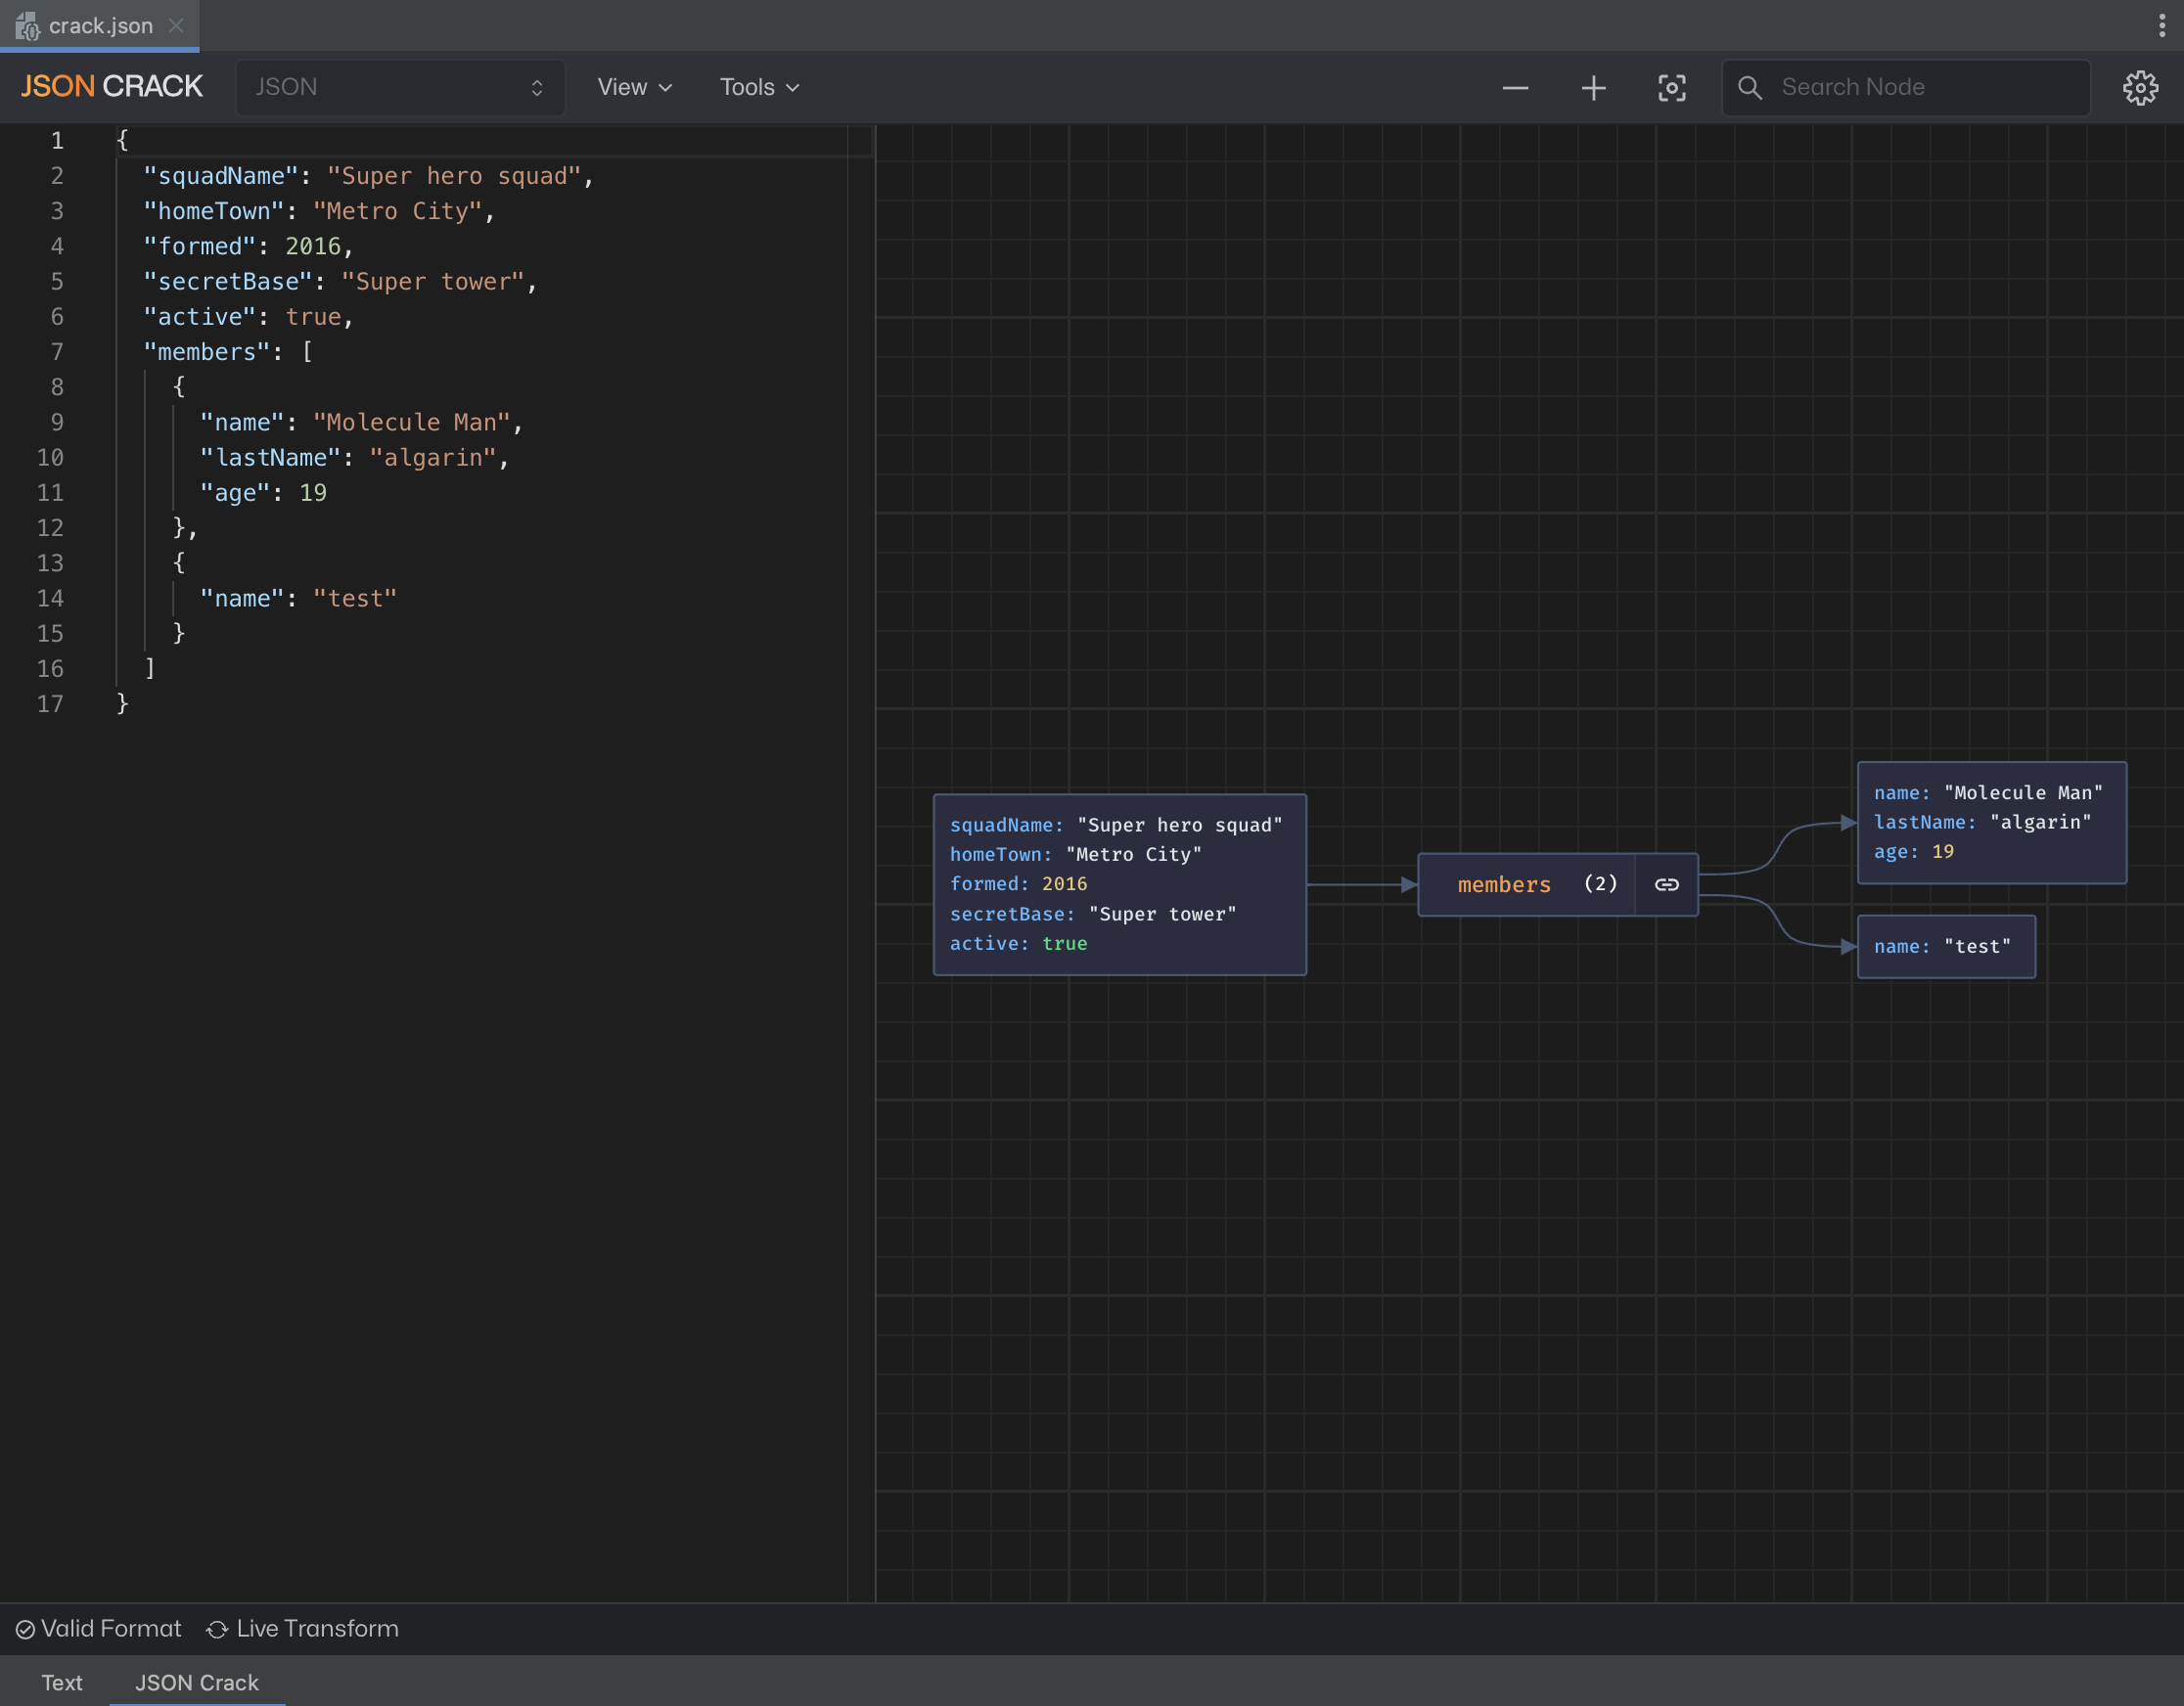 crack.json
JSON CRACK JSON View Tools Search Node
1 {
2 "squadName": "Super hero squad",
3 "homeTown": "Metro City",
4 "formed": 2016,
5 "secretBase": "Super tower",
6 "active": true,
7 "members": [
8 {
9 "name": "Molecule Man",
10 "lastName": "algarin",
11 "age": 19
12 },
13 {
14 "name": "test"
15 }
16 ]
17 }
squadName: "Super hero squad"
homeTown: "Metro City"
formed: 2016
secretBase: "Super tower"
active: true
members (2)
name: "Molecule Man"
lastName: "algarin"
age: 19
name: "test"
Valid Format Live Transform
Text JSON Crack